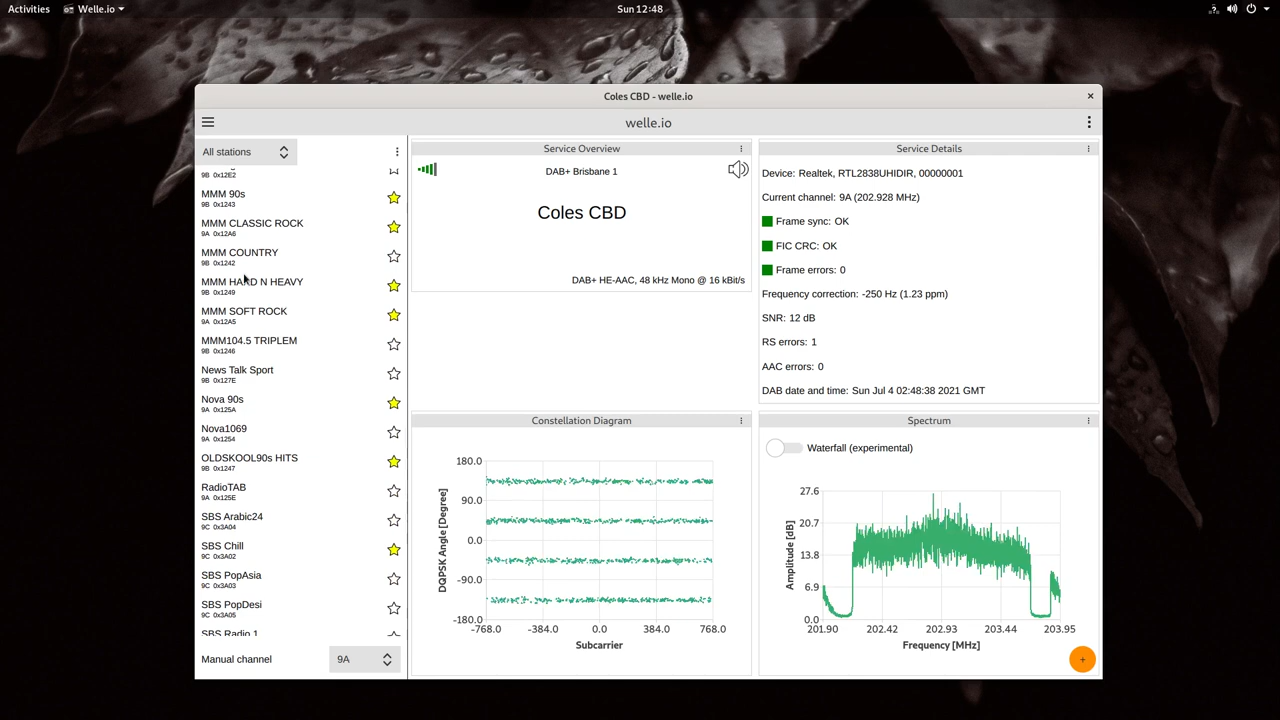 Activities
Welle.io
Sun 12:48
Coles CBD - welle.io
×
welle.io
All stations
9B 0x12E2
MMM 90s
9B 0x1243
MMM CLASSIC ROCK
9A 0x12A6
MMM COUNTRY
9B 0x1242
MMM HARD N HEAVY
9B 0x1249
MMM SOFT ROCK
9A 0x12A5
MMM104.5 TRIPLEM
9B 0x1246
News Talk Sport
9B 0x127E
Nova 90s
9A 0x125A
Nova1069
9A 0x1254
OLDSKOOL90s HITS
9B 0x1247
RadioTAB
9A 0x125E
SBS Arabic24
9C 0x3A04
SBS Chill
9C 0x3A02
SBS PopAsia
9C 0x3A03
SBS PopDesi
9C 0x3A05
SBS Radio 1
Manual channel
9A
Service Overview
DAB+ Brisbane 1
Coles CBD
DAB+ HE-AAC, 48 kHz Mono @ 16 kBit/s
Service Details
Device: Realtek, RTL2838UHIDIR, 00000001
Current channel: 9A (202.928 MHz)
Frame sync: OK
FIC CRC: OK
Frame errors: 0
Frequency correction: -250 Hz (1.23 ppm)
SNR: 12 dB
RS errors: 1
AAC errors: 0
DAB date and time: Sun Jul 4 02:48:38 2021 GMT
Constellation Diagram
DQPSK Angle [Degree]
180.0
90.0
0.0
-90.0
-180.0
-768.0 -384.0 0.0 384.0 768.0
Subcarrier
Spectrum
Waterfall (experimental)
Amplitude [dB]
27.6
20.7
13.8
6.9
0.0
201.90 202.42 202.93 203.44 203.95
Frequency [MHz]
+